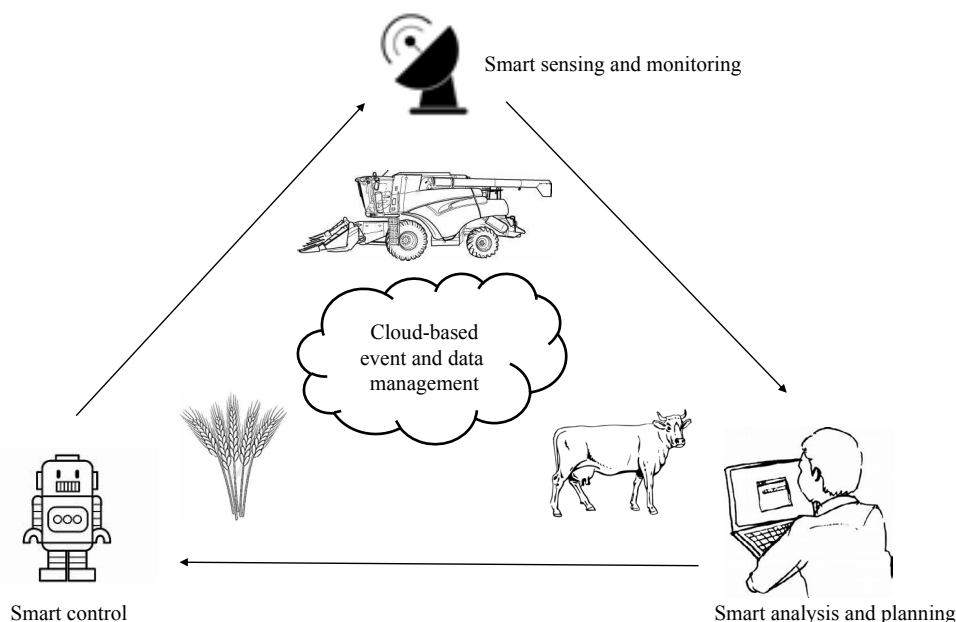 Smart sensing and monitoring
Cloud-based
event and data
management
Smart control
Smart analysis and planning